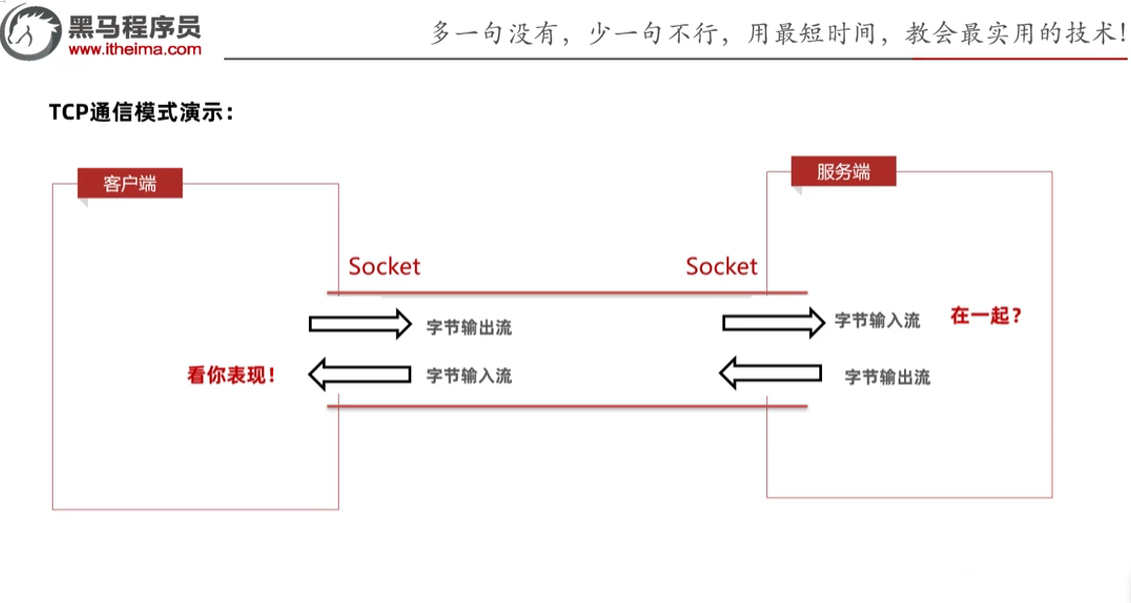 黑马程序员
www.itheima.com
多一句没有，少一句不行，用最短时间，教会最实用的技术！
TCP通信模式演示：
客户端
服务端
Socket
Socket
字节输出流
字节输入流
在一起？
看你表现！
字节输入流
字节输出流